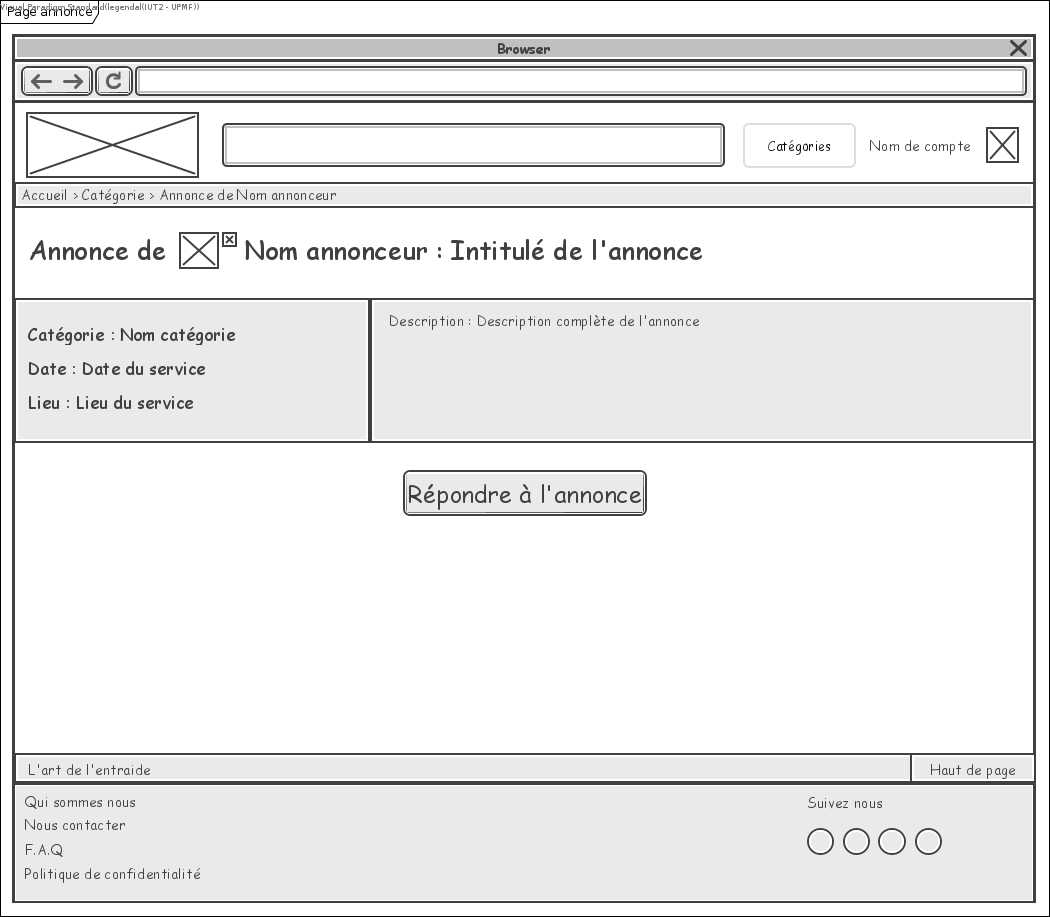 Visual Paradigm Standard(legendal(IUT2 - UPMF))
Page annonce
Browser
Catégories
Nom de compte
Accueil > Catégorie > Annonce de Nom annonceur
Annonce de Nom annonceur : Intitulé de l'annonce
Catégorie : Nom catégorie
Date : Date du service
Lieu : Lieu du service
Description : Description complète de l'annonce
Répondre à l'annonce
L'art de l'entraide
Haut de page
Qui sommes nous
Nous contacter
F.A.Q
Politique de confidentialité
Suivez nous